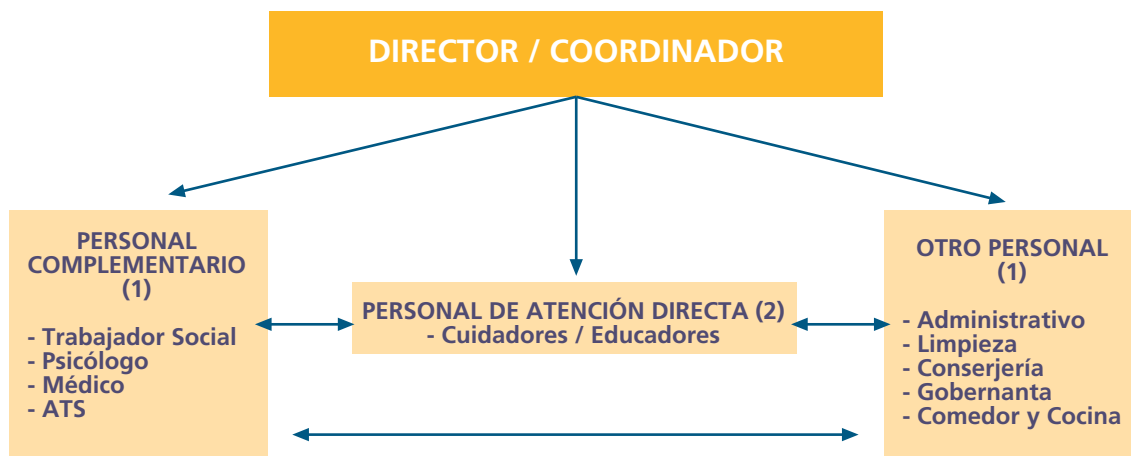 DIRECTOR / COORDINADOR
PERSONAL
COMPLEMENTARIO
(1)
- Trabajador Social
- Psicólogo
- Médico
- ATS
PERSONAL DE ATENCIÓN DIRECTA (2)
- Cuidadores / Educadores
OTRO PERSONAL
(1)
- Administrativo
- Limpieza
- Conserjería
- Gobernanta
- Comedor y Cocina